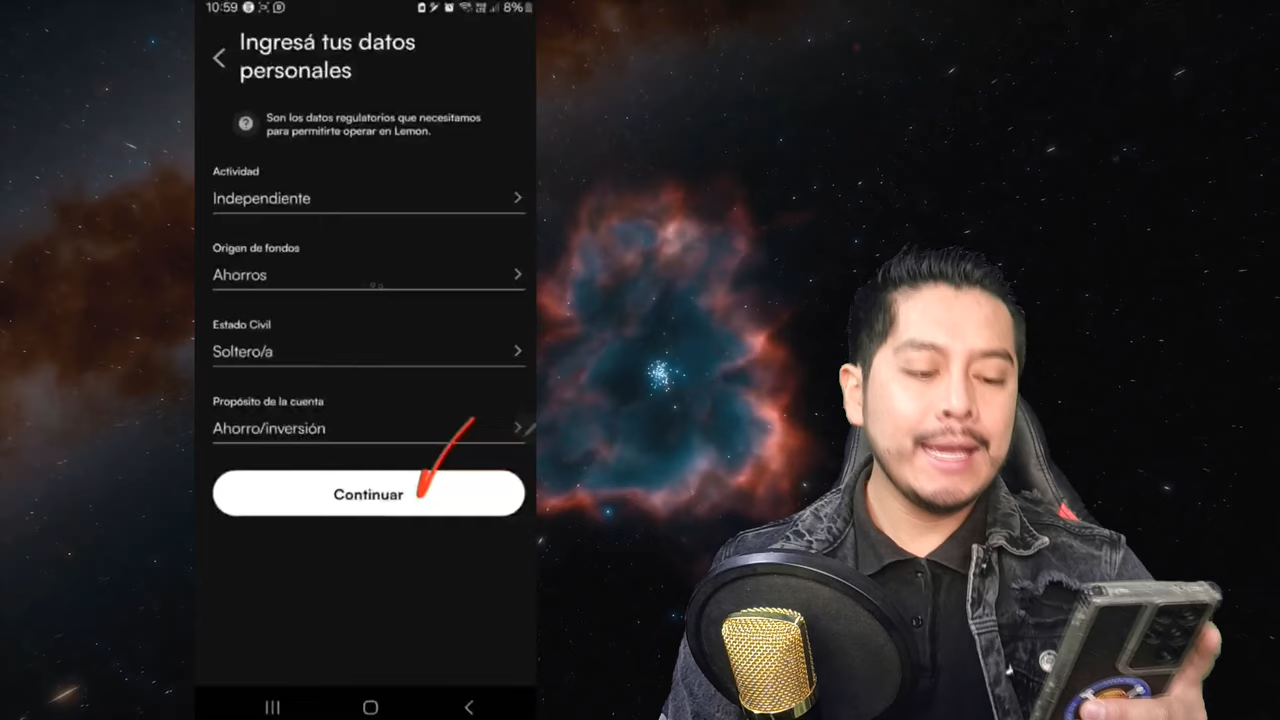 10:59
8%
Ingresá tus datos
personales
Son los datos regulatorios que necesitamos
para permitirte operar en Lemon.
Actividad
Independiente
Origen de fondos
Ahorros
Estado Civil
Soltero/a
Propósito de la cuenta
Ahorro/inversión
Continuar